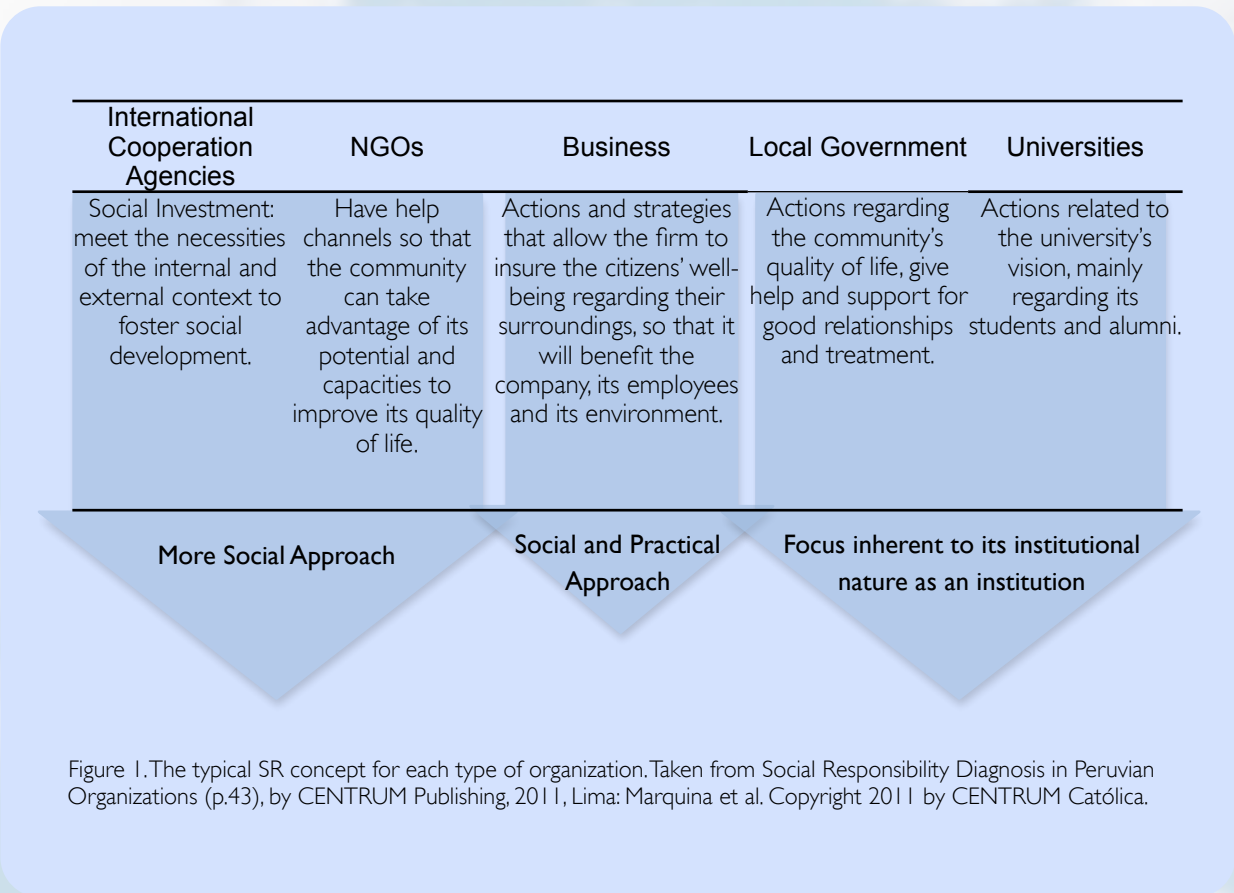 International
Cooperation
Agencies
NGOs
Business
Local Government
Universities
Social Investment:
meet the necessities
of the internal and
external context to
foster social
development.
Have help
channels so that
the community
can take
advantage of its
potential and
capacities to
improve its quality
of life.
Actions and strategies
that allow the firm to
insure the citizens’ well-
being regarding their
surroundings, so that it
will benefit the
company, its employees
and its environment.
Actions regarding
the community’s
quality of life, give
help and support for
good relationships
and treatment.
Actions related to
the university’s
vision, mainly
regarding its
students and alumni.
More Social Approach
Social and Practical
Approach
Focus inherent to its institutional
nature as an institution
Figure 1. The typical SR concept for each type of organization. Taken from Social Responsibility Diagnosis in Peruvian
Organizations (p.43), by CENTRUM Publishing, 2011, Lima: Marquina et al. Copyright 2011 by CENTRUM Católica.